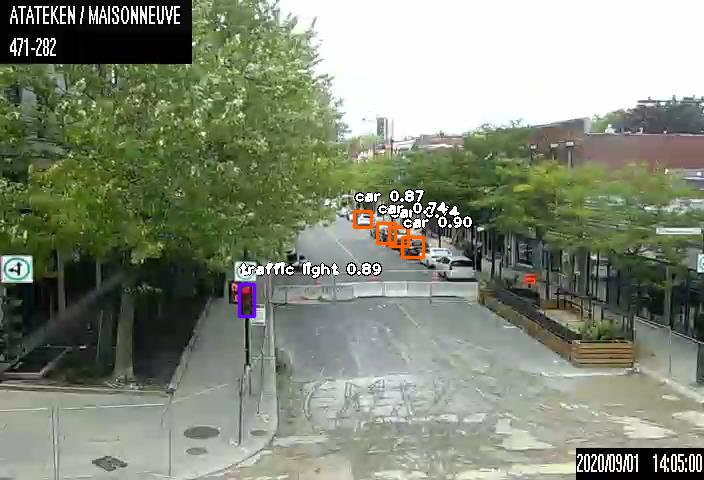 ATATEKEN / MAISONNEUVE
471-282
car 0.87
car 0.74
car 0.90
traffic light 0.89
2020/09/01 14:05:00